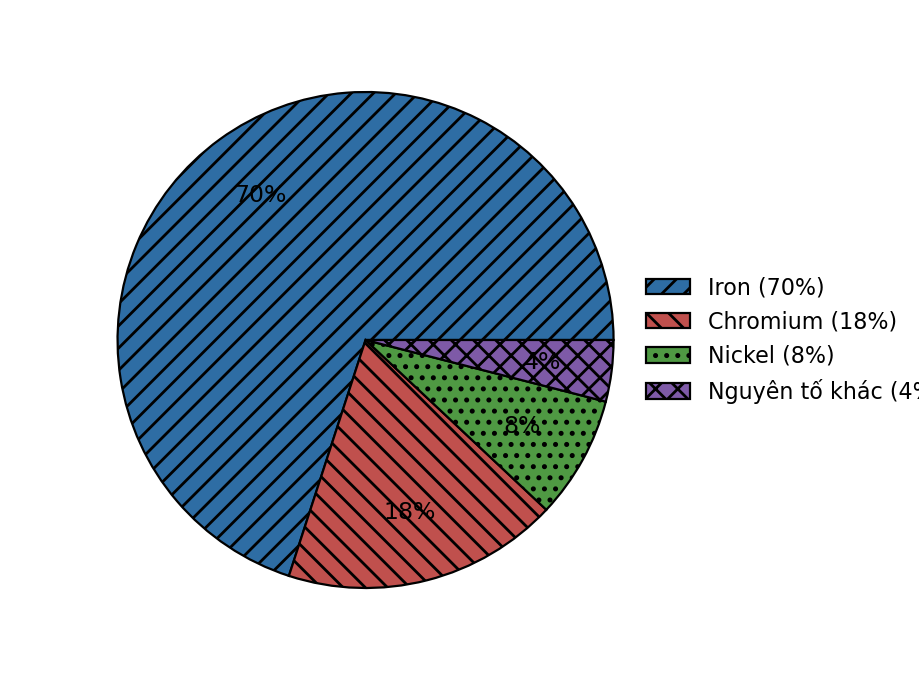 70%
Iron (70%)
Chromium (18%)
Nickel (8%)
4%
Nguyên tố khác (4%
8%
18%